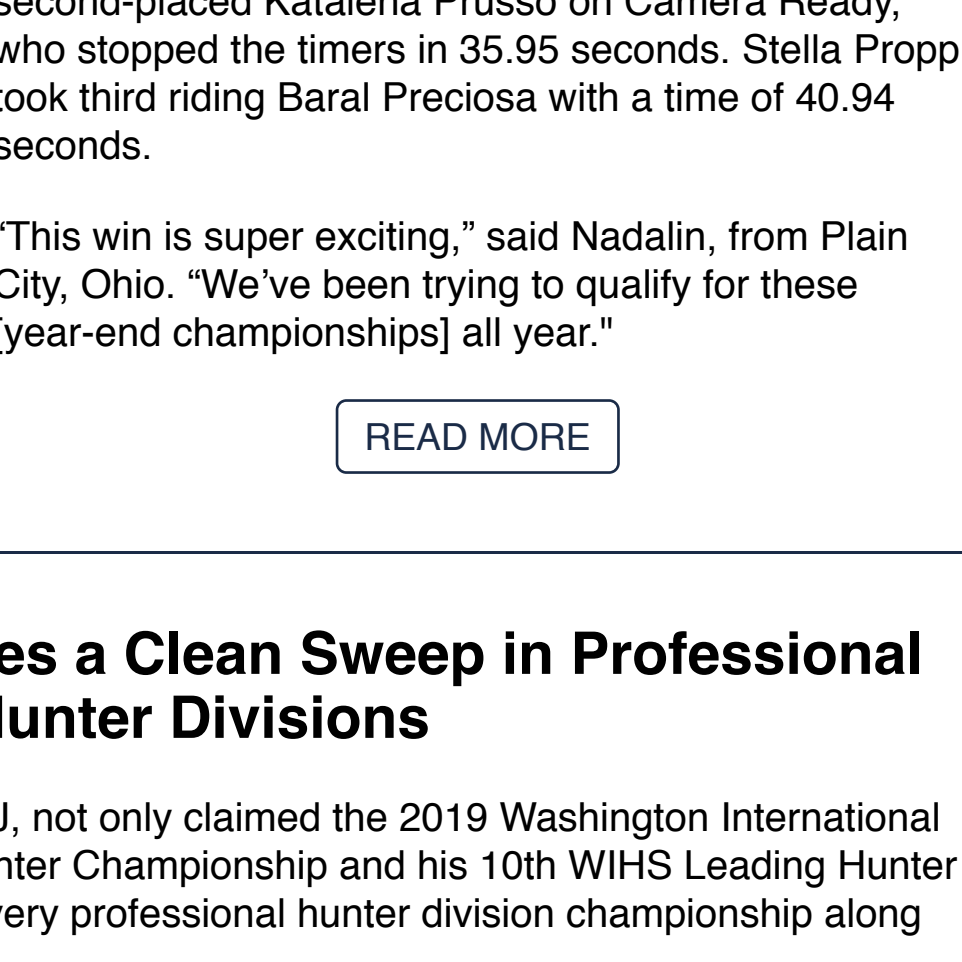 second-placed Katalena Prusso on Camera Ready,
who stopped the timers in 35.95 seconds. Stella Propp
took third riding Baral Preciosa with a time of 40.94
seconds.
“This win is super exciting,” said Nadalin, from Plain
City, Ohio. “We’ve been trying to qualify for these
[year-end championships] all year."
READ MORE
es a Clean Sweep in Professional
Hunter Divisions
J, not only claimed the 2019 Washington International
nter Championship and his 10th WIHS Leading Hunter
very professional hunter division championship along